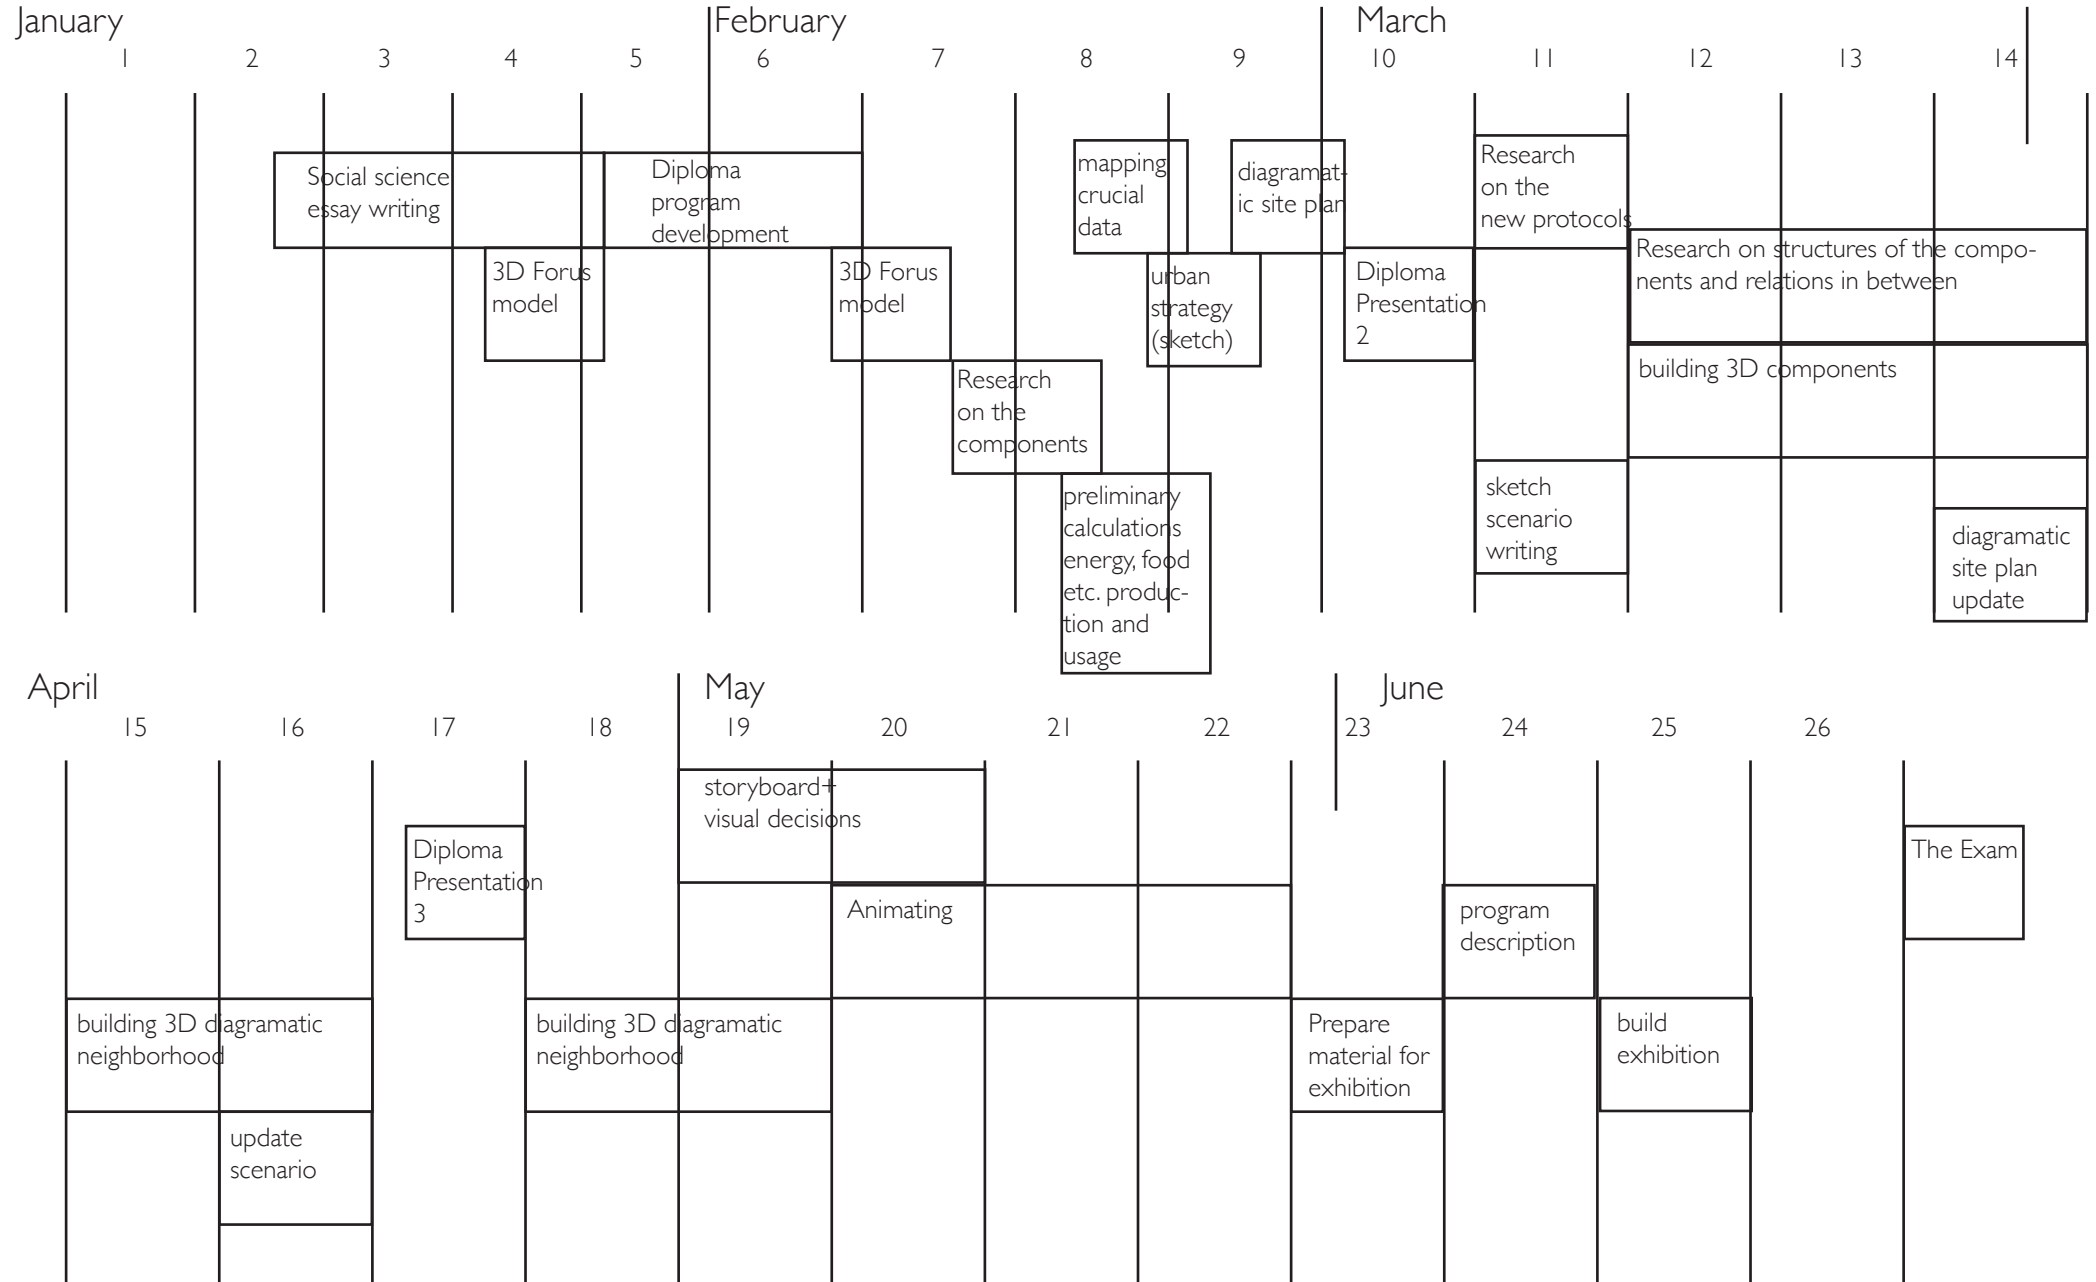 January
February
March
1
2
3
4
5
6
7
8
9
10
11
12
13
14
Social science
essay writing
Diploma
program
development
3D Forus
model
3D Forus
model
Research
on the
components
preliminary
calculations
energy, food
etc. produc-
tion and
usage
mapping
crucial
data
urban
strategy
(sketch)
diagramat-
ic site plan
Diploma
Presentation
2
Research
on the
new protocols
sketch
scenario
writing
Research on structures of the compo-
nents and relations in between
building 3D components
diagramatic
site plan
update
April
May
June
15
16
17
18
19
20
21
22
23
24
25
26
building 3D diagramatic
neighborhood
update
scenario
Diploma
Presentation
3
building 3D diagramatic
neighborhood
storyboard+
visual decisions
Animating
Prepare
material for
exhibition
program
description
build
exhibition
The Exam